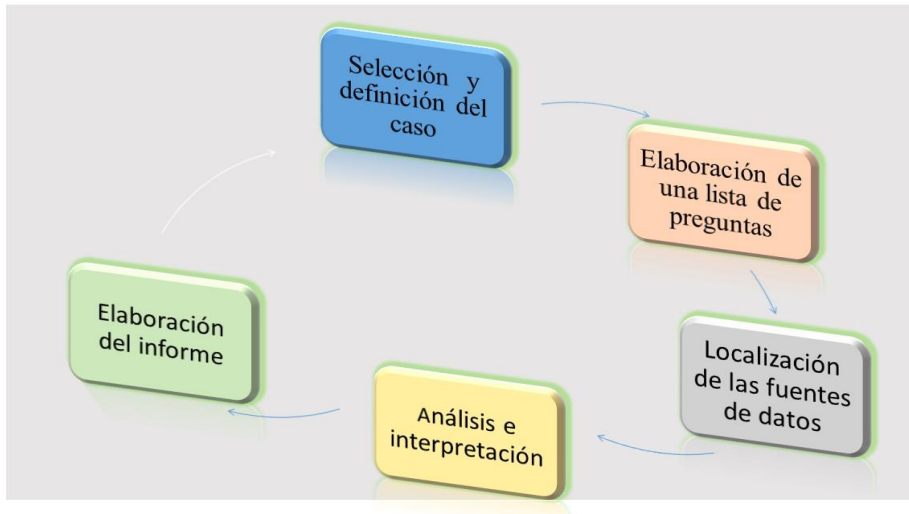 Selección y
definición del
caso
Elaboración de
una lista de
preguntas
Localización
de las fuentes
de datos
Análisis e
interpretación
Elaboración
del informe